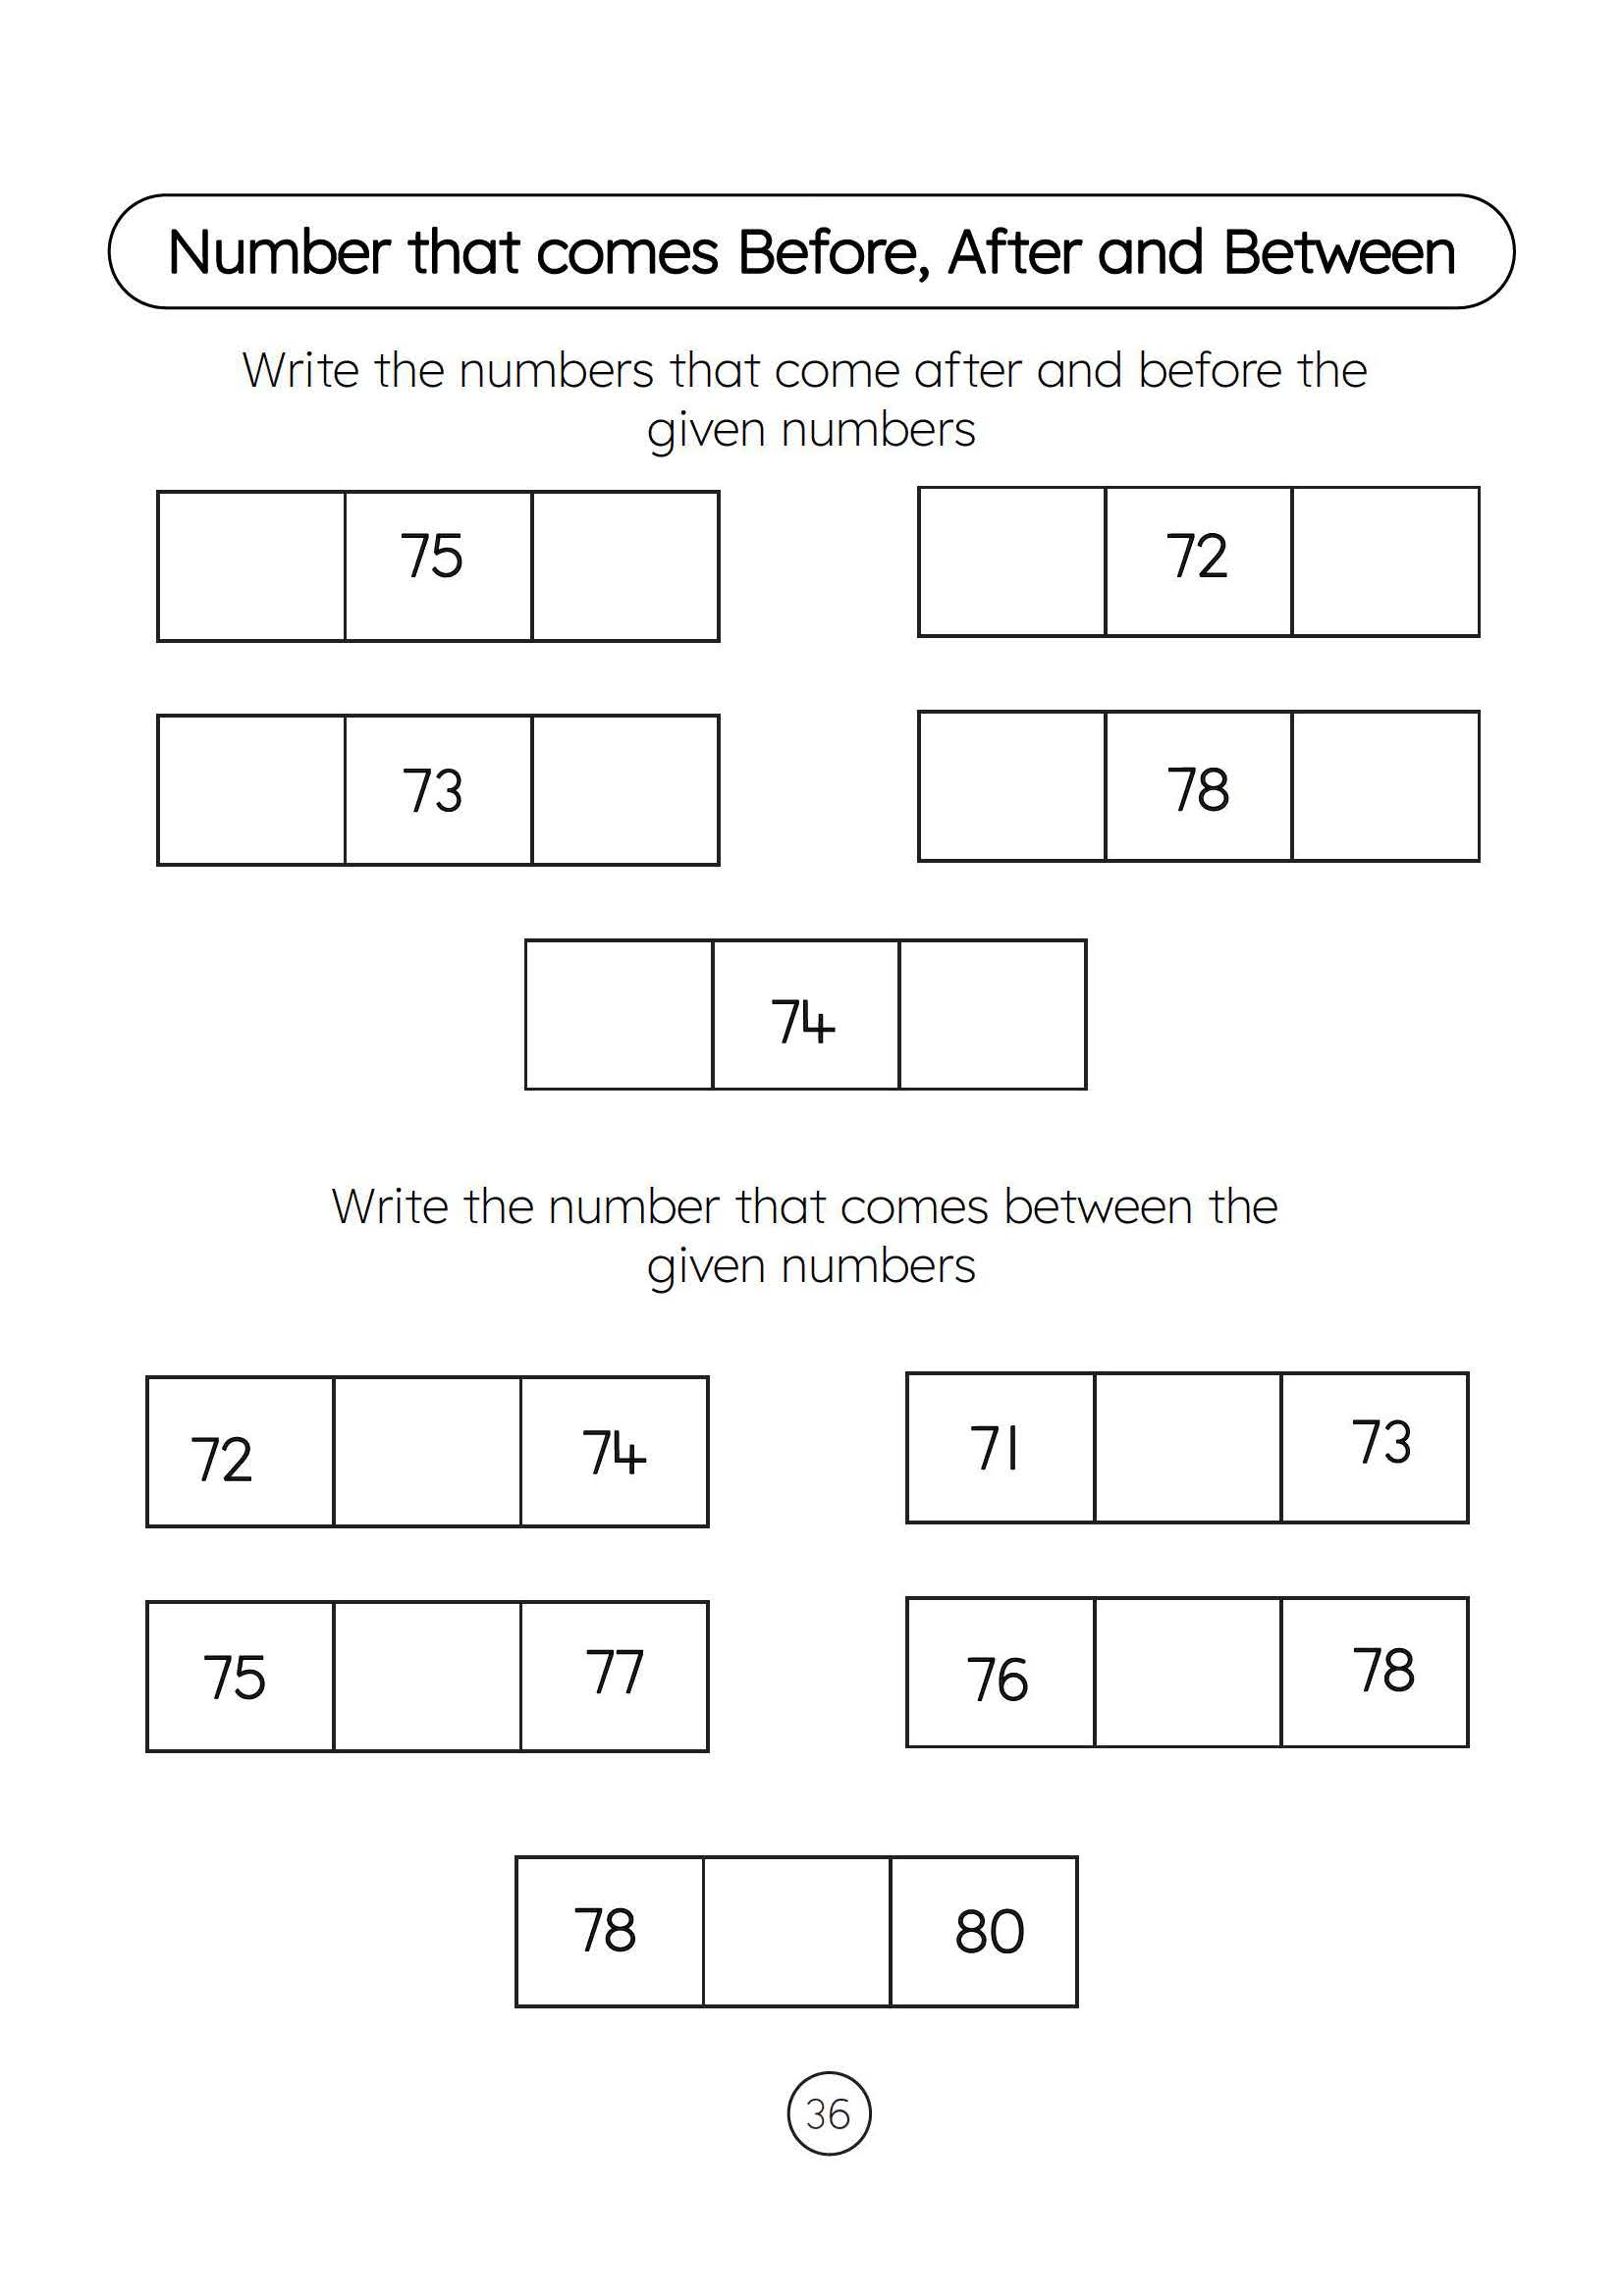 Number that comes Before, After and Between
Write the numbers that come after and before the
given numbers
75
72
73
78
74
Write the number that comes between the
given numbers
72 74
71 73
75 77
76 78
78 80
36